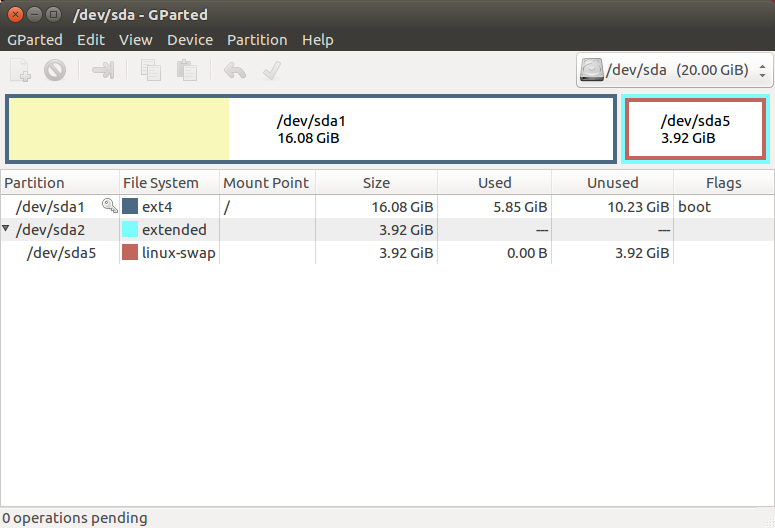 /dev/sda - GParted
GParted Edit View Device Partition Help
/dev/sda (20.00 GiB)
/dev/sda1
16.08 GiB
/dev/sda5
3.92 GiB
Partition File System Mount Point Size Used Unused Flags
/dev/sda1 ext4 / 16.08 GiB 5.85 GiB 10.23 GiB boot
/dev/sda2 extended 3.92 GiB --- ---
/dev/sda5 linux-swap 3.92 GiB 0.00 B 3.92 GiB
0 operations pending